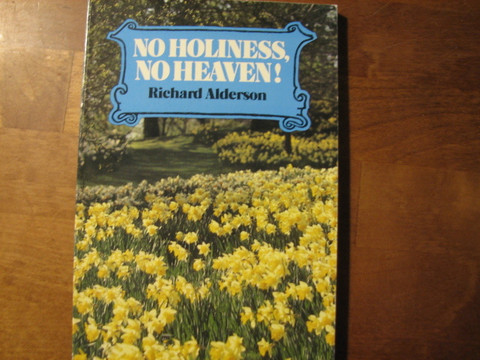 NO HOLINESS,
NO HEAVEN!
Richard Alderson